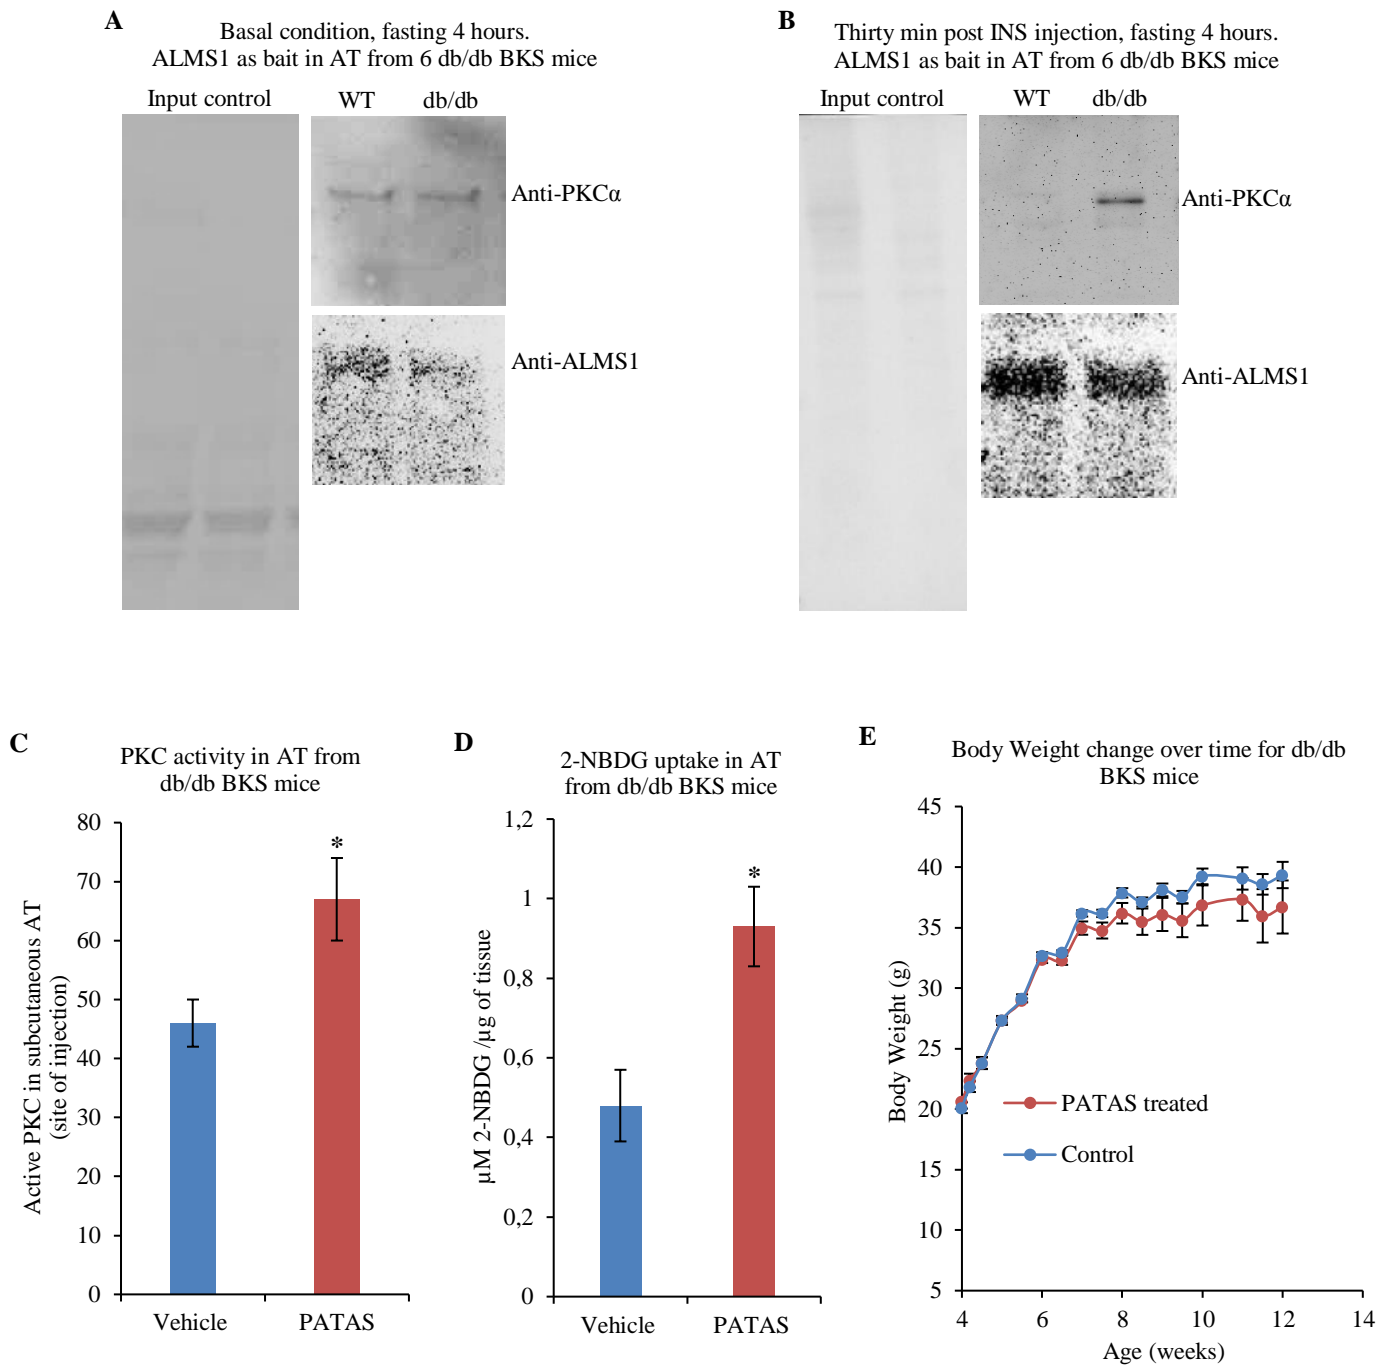 A
Basal condition, fasting 4 hours.
ALMS1 as bait in AT from 6 db/db BKS mice
Input control
WT
db/db
Anti-PKCα
Anti-ALMS1
B
Thirty min post INS injection, fasting 4 hours.
ALMS1 as bait in AT from 6 db/db BKS mice
Input control
WT
db/db
Anti-PKCα
Anti-ALMS1
C
PKC activity in AT from
db/db BKS mice
Active PKC in subcutaneous AT
(site of injection)
80
70
60
50
40
30
20
10
0
*
Vehicle
PATAS
D
2-NBDG uptake in AT
from db/db BKS mice
µM 2-NBDG /µg of tissue
1,2
1
0,8
0,6
0,4
0,2
0
*
Vehicle
PATAS
E
Body Weight change over time for db/db
BKS mice
Body Weight (g)
45
40
35
30
25
20
15
10
5
PATAS treated
Control
4
6
8
10
12
14
Age (weeks)